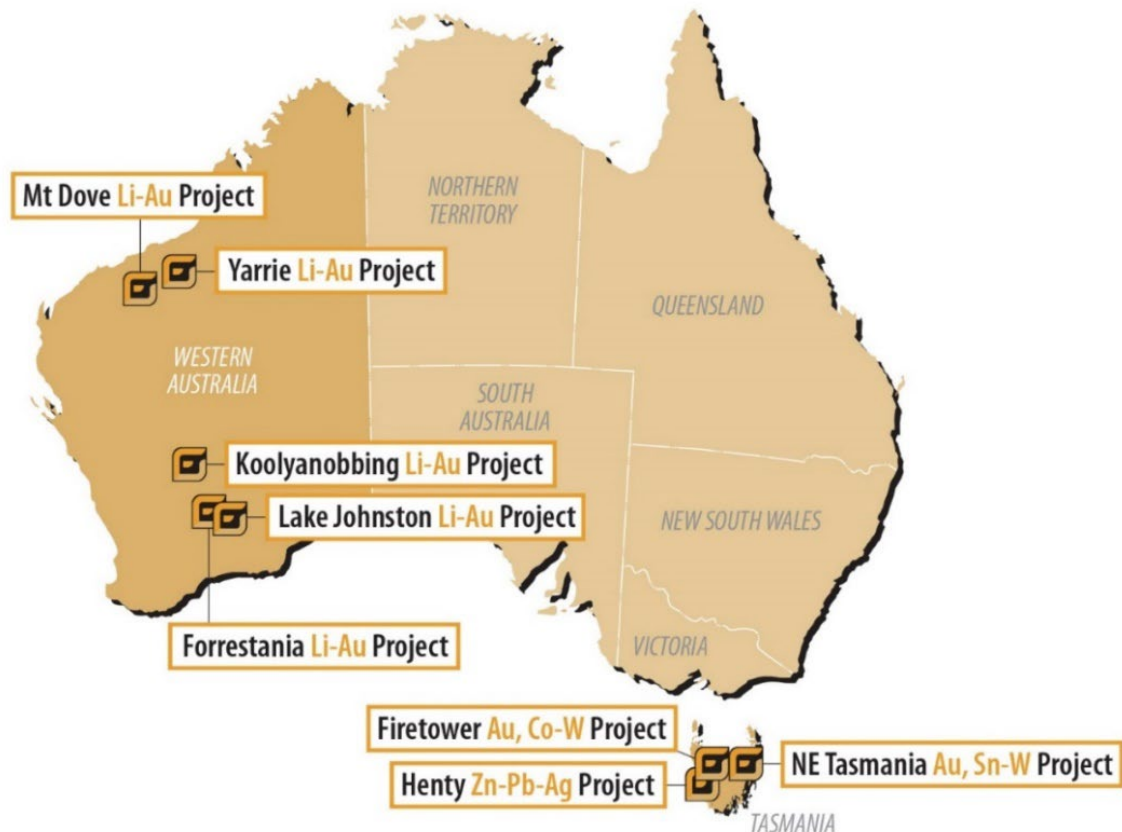 Mt Dove Li-Au Project
NORTHERN
TERRITORY
Yarrie Li-Au Project
QUEENSLAND
WESTERN
AUSTRALIA
SOUTH
AUSTRALIA
Koolyanobbing Li-Au Project
Lake Johnston Li-Au Project
NEW SOUTH WALES
Forrestania Li-Au Project
VICTORIA
Firetower Au, Co-W Project
NE Tasmania Au, Sn-W Project
Henty Zn-Pb-Ag Project
TASMANIA